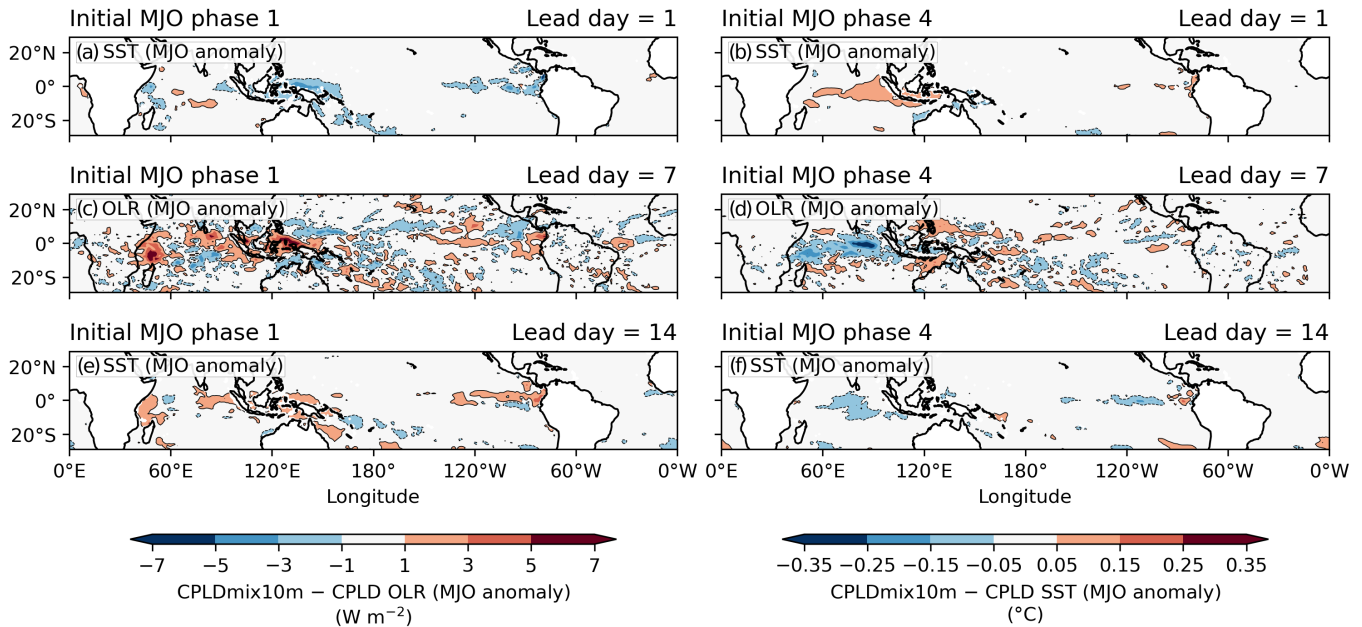 Initial MJO phase 1 Lead day = 1 Initial MJO phase 4 Lead day = 1
20°N (a) SST (MJO anomaly) (b) SST (MJO anomaly)
0°
20°S
Initial MJO phase 1 Lead day = 7 Initial MJO phase 4 Lead day = 7
20°N (c) OLR (MJO anomaly) (d) OLR (MJO anomaly)
0°
20°S
Initial MJO phase 1 Lead day = 14 Initial MJO phase 4 Lead day = 14
20°N (e) SST (MJO anomaly) (f) SST (MJO anomaly)
0°
20°S
0°E 60°E 120°E 180°E 120°W 60°W 0°W 0°E 60°E 120°E 180°E 120°W 60°W 0°W
Longitude Longitude
−7 −5 −3 −1 1 3 5 7 −0.35 −0.25 −0.15 −0.05 0.05 0.15 0.25 0.35
CPLDmix10m − CPLD OLR (MJO anomaly) CPLDmix10m − CPLD SST (MJO anomaly)
(W m⁻²) (°C)